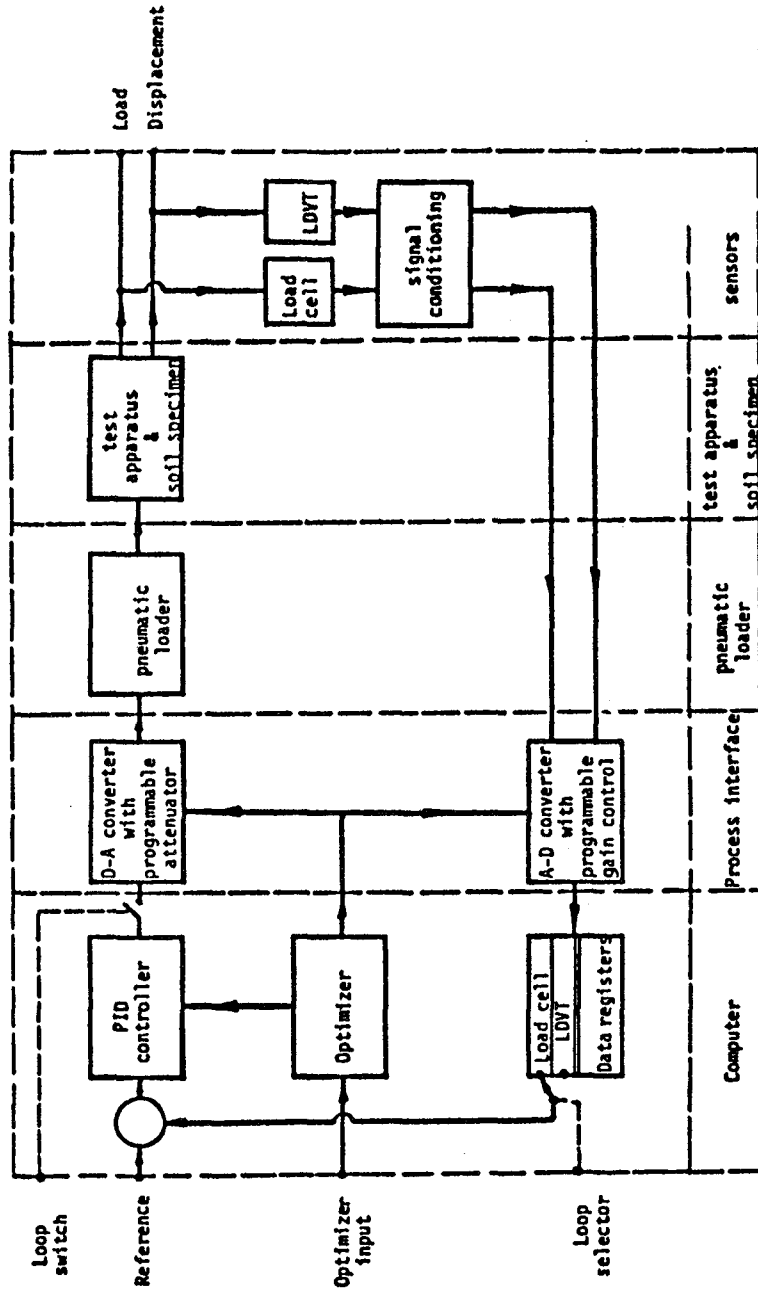 Loop
switch
Reference
Optimizer
input
Loop
selector
PID
controller
Optimizer
Load cell
LDVT
Data registers
D-A converter
with
programmable
attenuator
A-D converter
with
programmable
gain control
pneumatic
loader
test
apparatus
&
soil specimen
Load
cell
LDVT
signal
conditioning
Load
Displacement
Computer
Process interface
pneumatic
loader
test apparatus
&
soil specimen
sensors